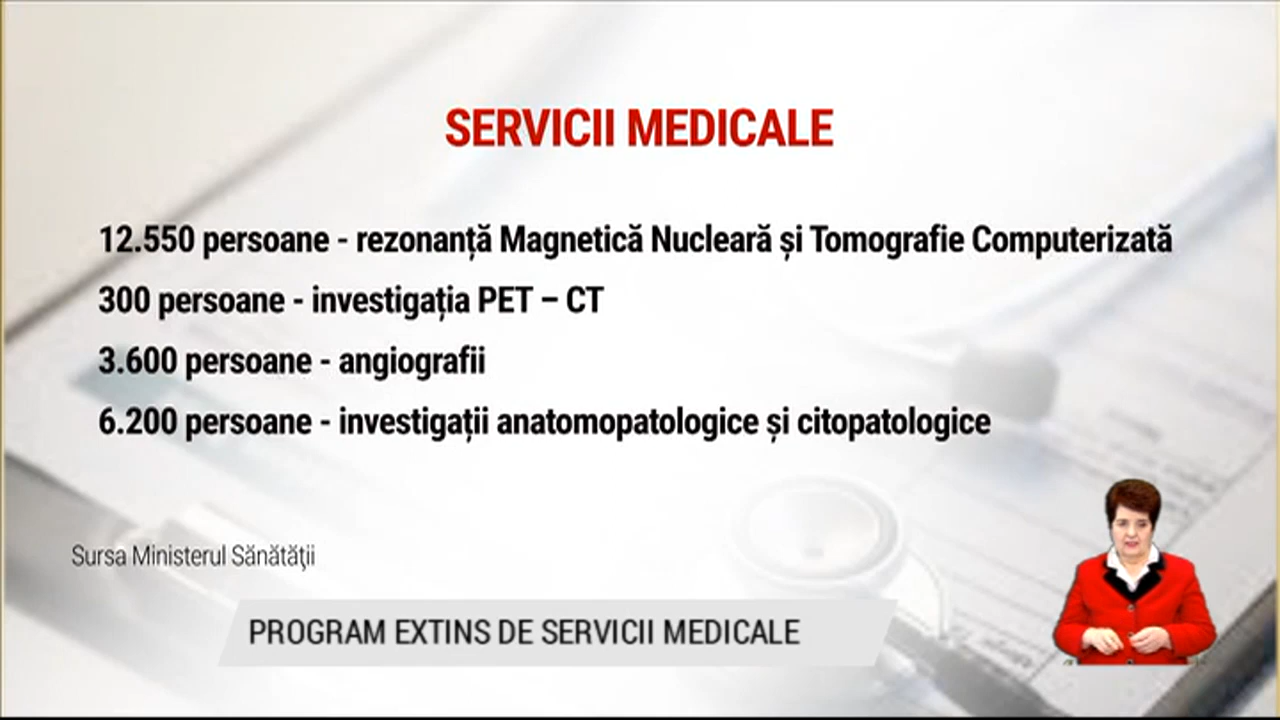 SERVICII MEDICALE
12.550 persoane - rezonanță Magnetică Nucleară și Tomografie Computerizată
300 persoane - investigația PET – CT
3.600 persoane - angiografii
6.200 persoane - investigații anatomopatologice și citopatologice
Sursa Ministerul Sănătăţii
PROGRAM EXTINS DE SERVICII MEDICALE